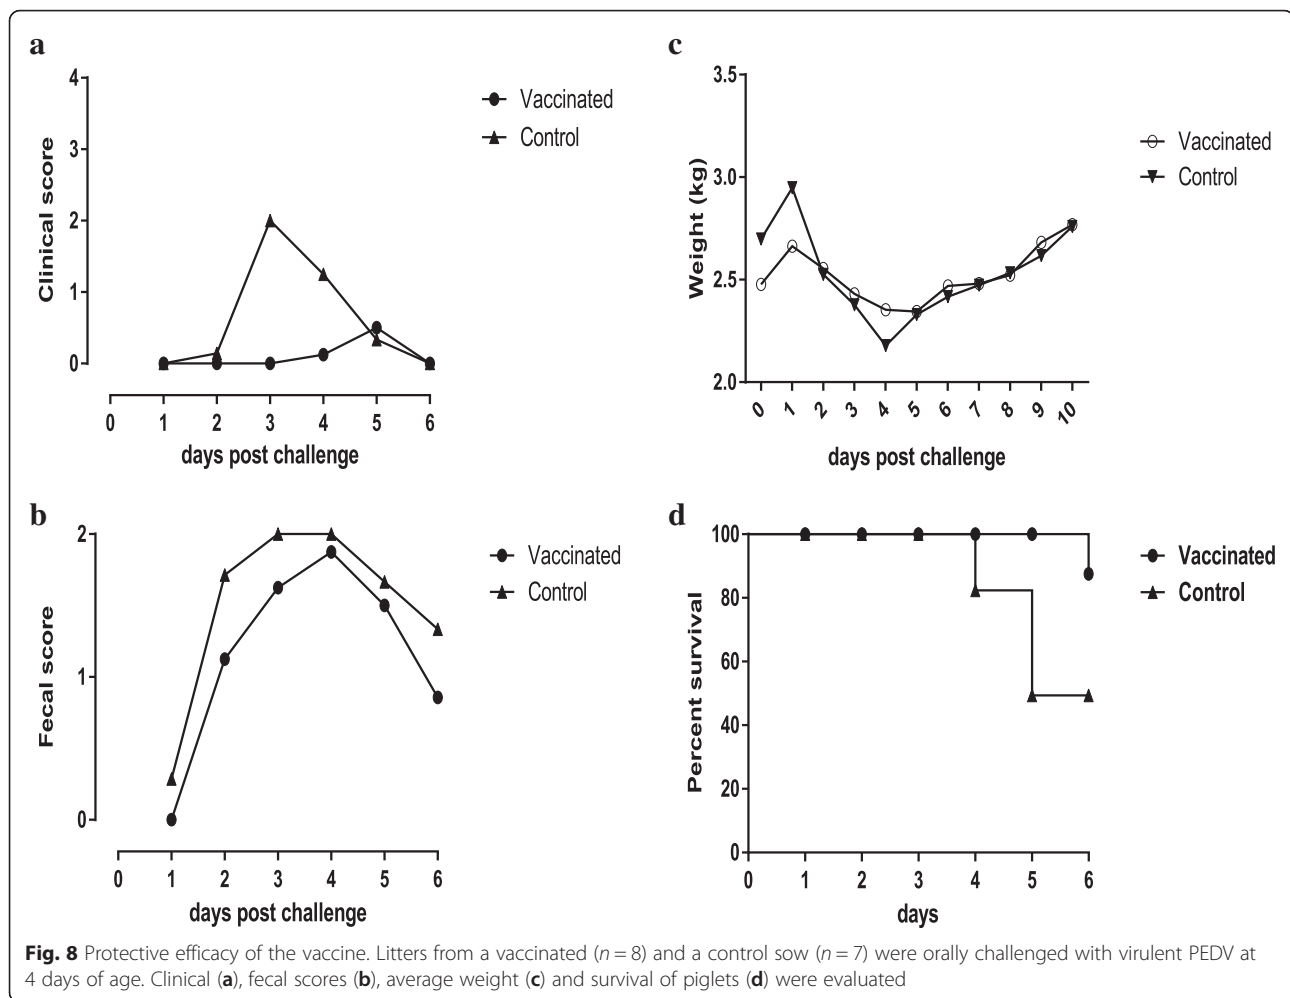 a
4
3
2
1
0
Clinical score
0 1 2 3 4 5 6
days post challenge
Vaccinated
Control
c
3.5
3.0
2.5
2.0
Weight (kg)
0 1 2 3 4 5 6 7 8 9 10
days post challenge
Vaccinated
Control
b
2
1
0
Fecal score
0 1 2 3 4 5 6
days post challenge
Vaccinated
Control
d
100
80
60
40
20
0
Percent survival
0 1 2 3 4 5 6
days
Vaccinated
Control
Fig. 8 Protective efficacy of the vaccine. Litters from a vaccinated (n = 8) and a control sow (n = 7) were orally challenged with virulent PEDV at
4 days of age. Clinical (a), fecal scores (b), average weight (c) and survival of piglets (d) were evaluated